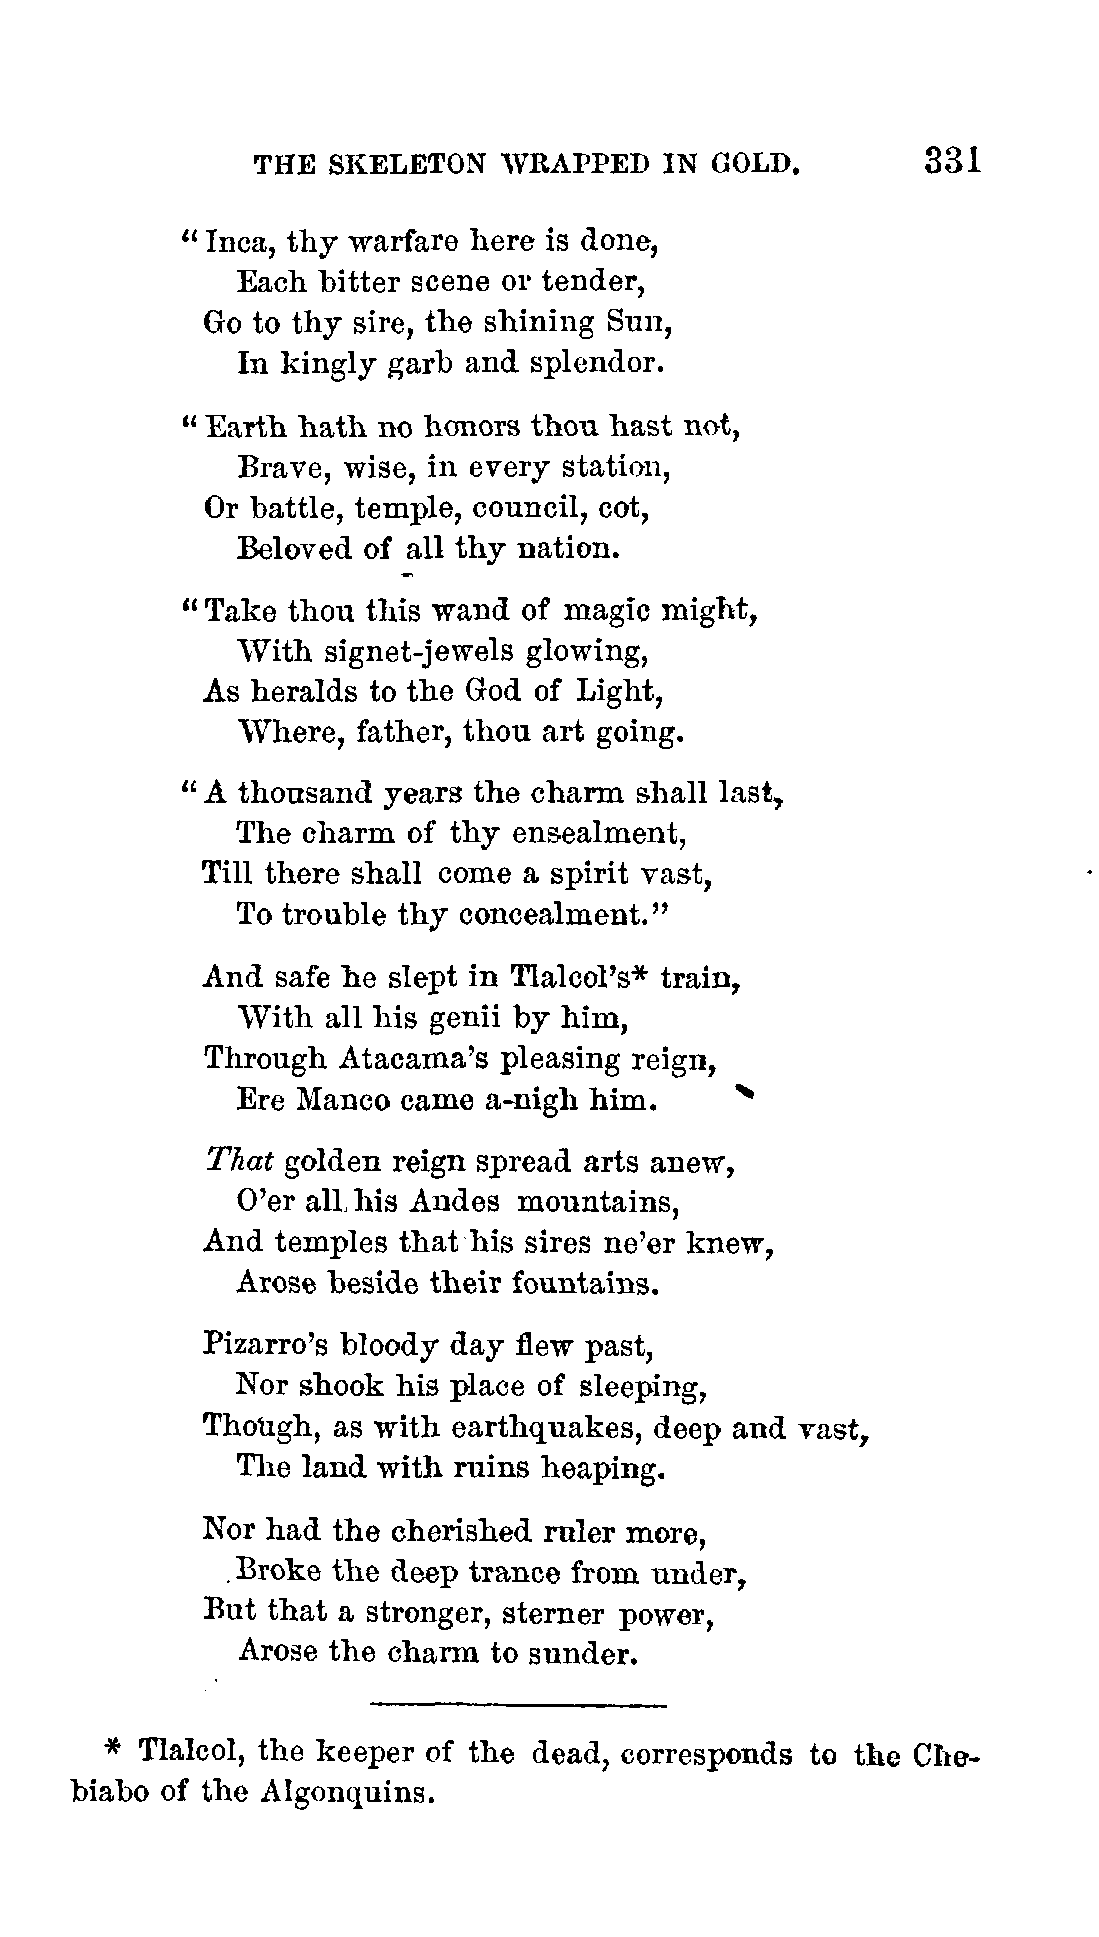 THE SKELETON WRAPPED IN GOLD. 331
“Inca, thy warfare here is done,
Each bitter scene or tender,
Go to thy sire, the shining Sun,
In kingly garb and splendor.
“Earth hath no honors thou hast not,
Brave, wise, in every station,
Or battle, temple, council, cot,
Beloved of all thy nation.
“Take thou this wand of magic might,
With signet-jewels glowing,
As heralds to the God of Light,
Where, father, thou art going.
“A thousand years the charm shall last,
The charm of thy ensealment,
Till there shall come a spirit vast,
To trouble thy concealment.”
And safe he slept in Tlalcol’s* train,
With all his genii by him,
Through Atacama’s pleasing reign,
Ere Manco came a-nigh him.
That golden reign spread arts anew,
O’er all his Andes mountains,
And temples that his sires ne’er knew,
Arose beside their fountains.
Pizarro’s bloody day flew past,
Nor shook his place of sleeping,
Though, as with earthquakes, deep and vast,
The land with ruins heaping.
Nor had the cherished ruler more,
Broke the deep trance from under,
But that a stronger, sterner power,
Arose the charm to sunder.
* Tlalcol, the keeper of the dead, corresponds to the Che-
biabo of the Algonquins.